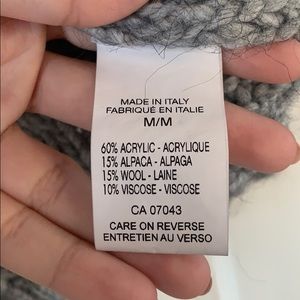 MADE IN ITALY
FABRIQUÉ EN ITALIE
M/M
60% ACRYLIC - ACRYLIQUE
15% ALPACA - ALPAGA
15% WOOL - LAINE
10% VISCOSE - VISCOSE
CA 07043
CARE ON REVERSE
ENTRETIEN AU VERSO